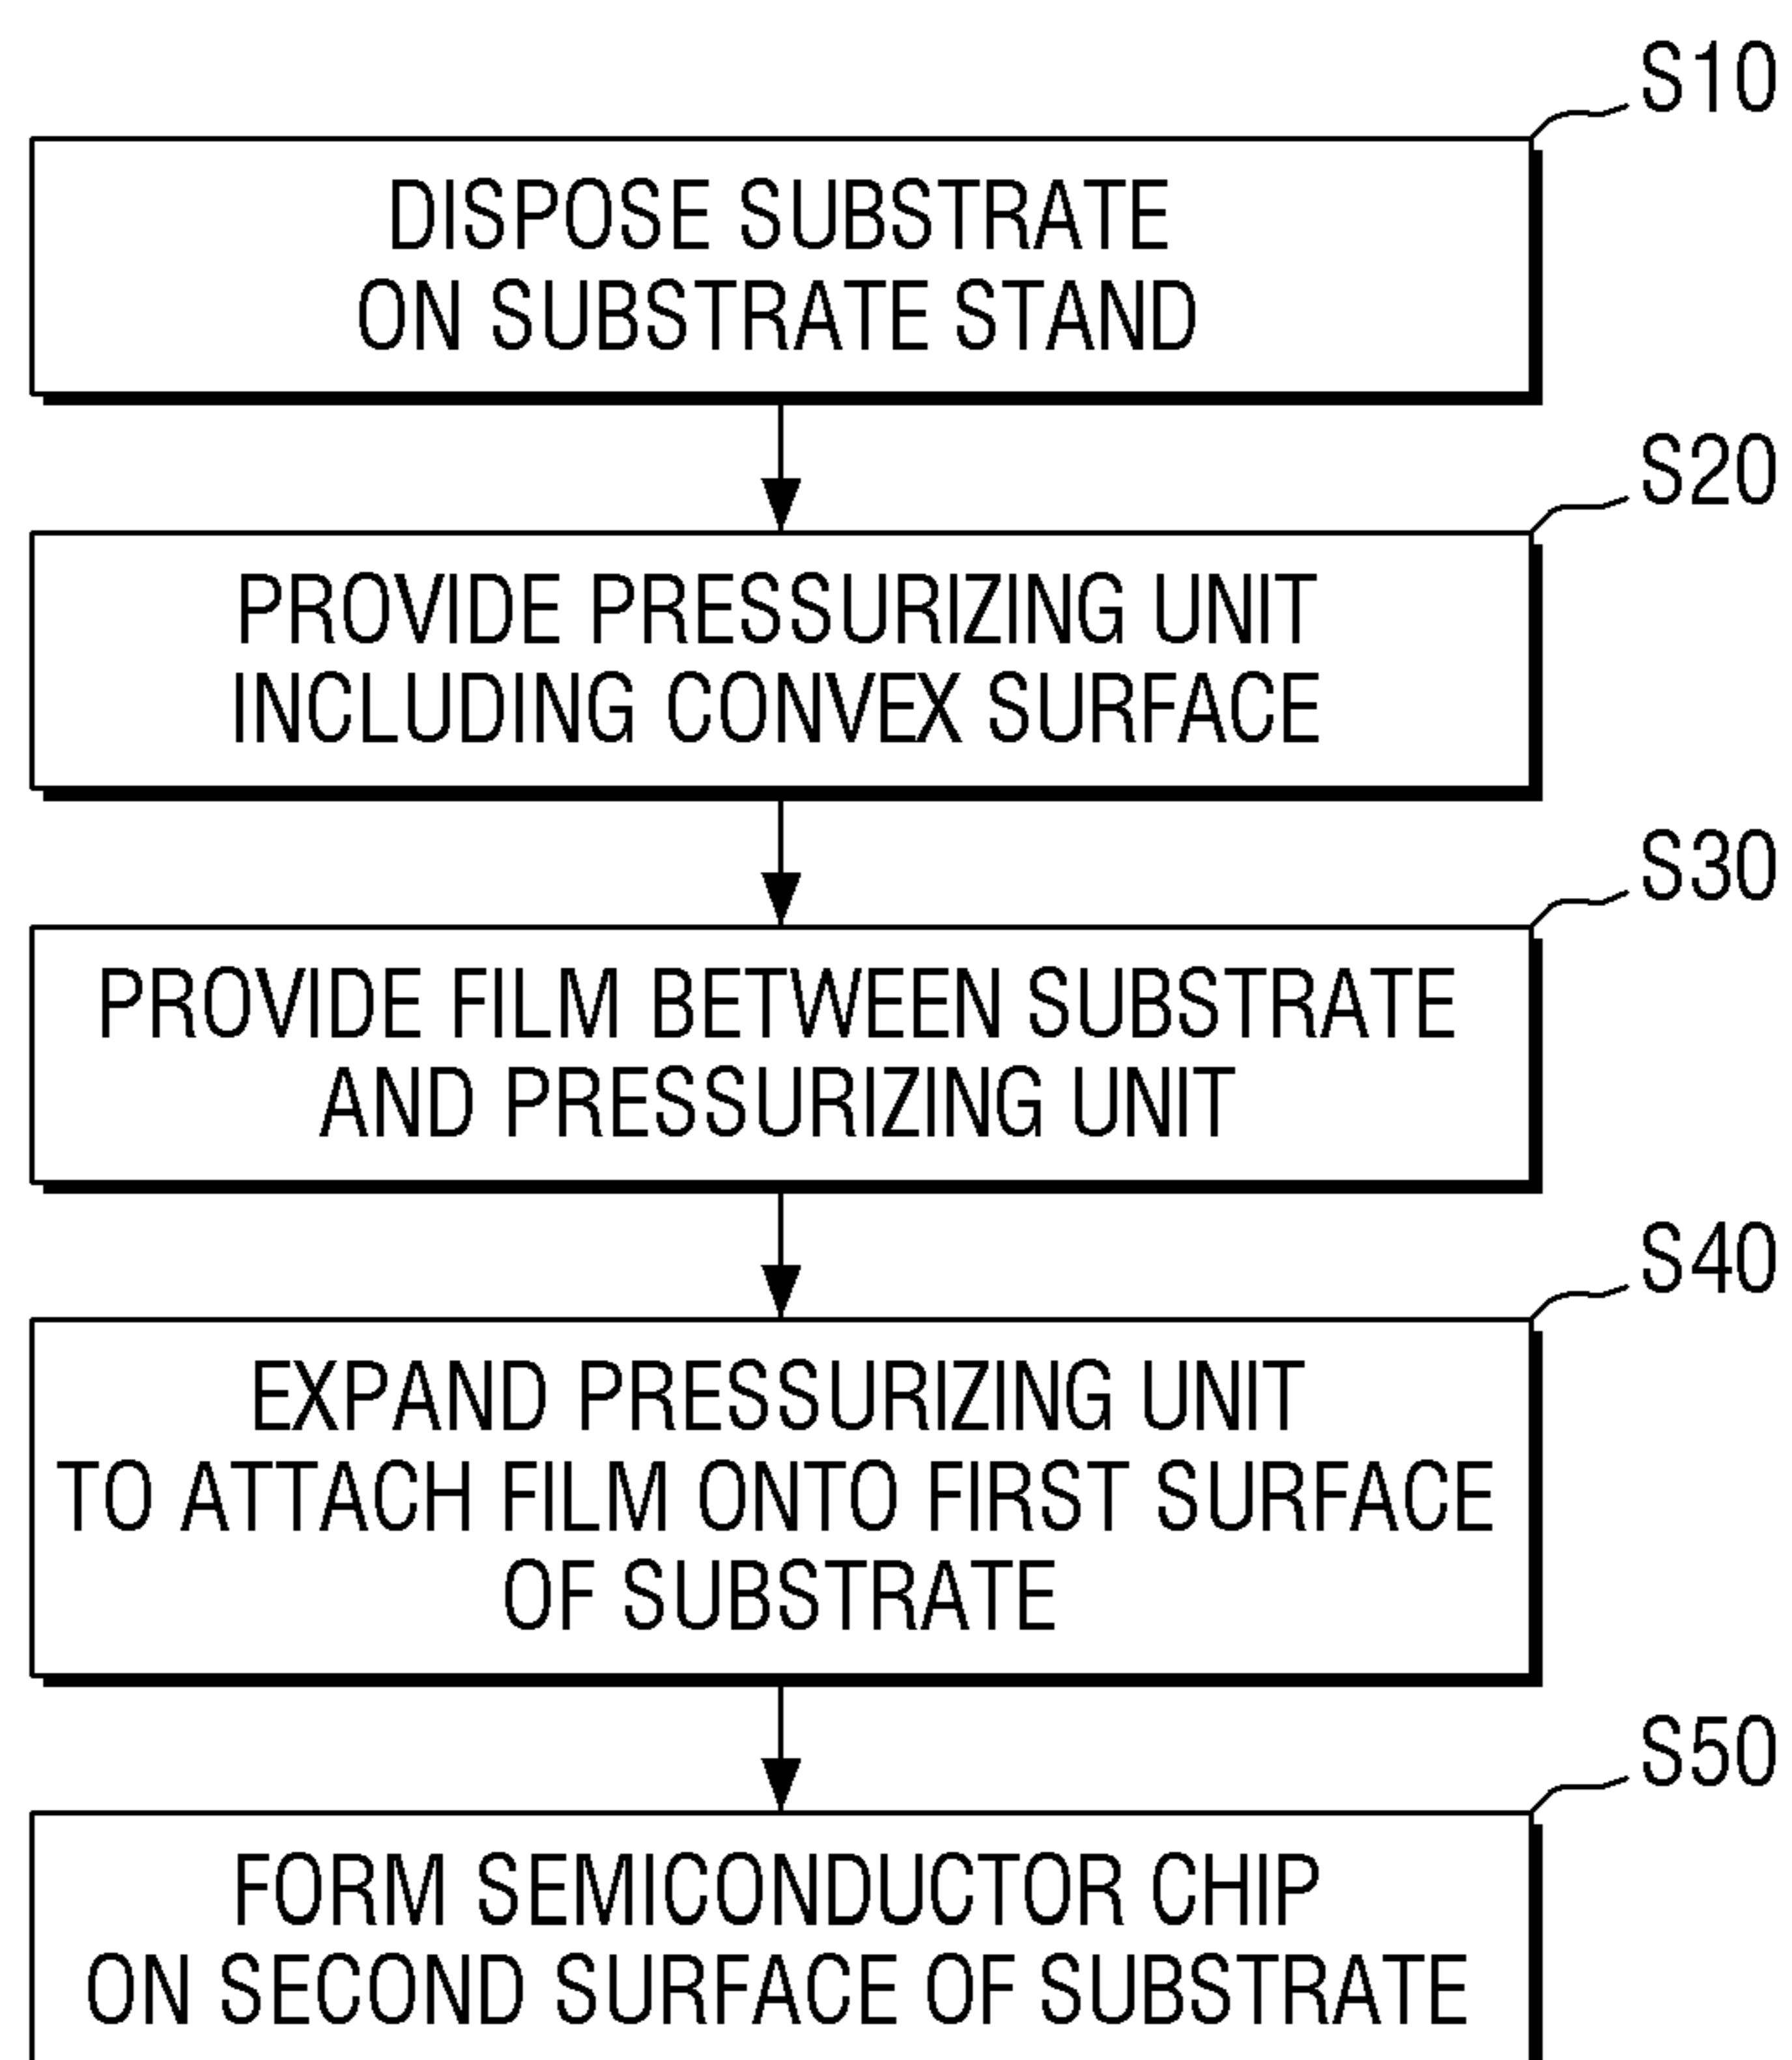 S10
DISPOSE SUBSTRATE
ON SUBSTRATE STAND
S20
PROVIDE PRESSURIZING UNIT
INCLUDING CONVEX SURFACE
S30
PROVIDE FILM BETWEEN SUBSTRATE
AND PRESSURIZING UNIT
S40
EXPAND PRESSURIZING UNIT
TO ATTACH FILM ONTO FIRST SURFACE
OF SUBSTRATE
S50
FORM SEMICONDUCTOR CHIP
ON SECOND SURFACE OF SUBSTRATE